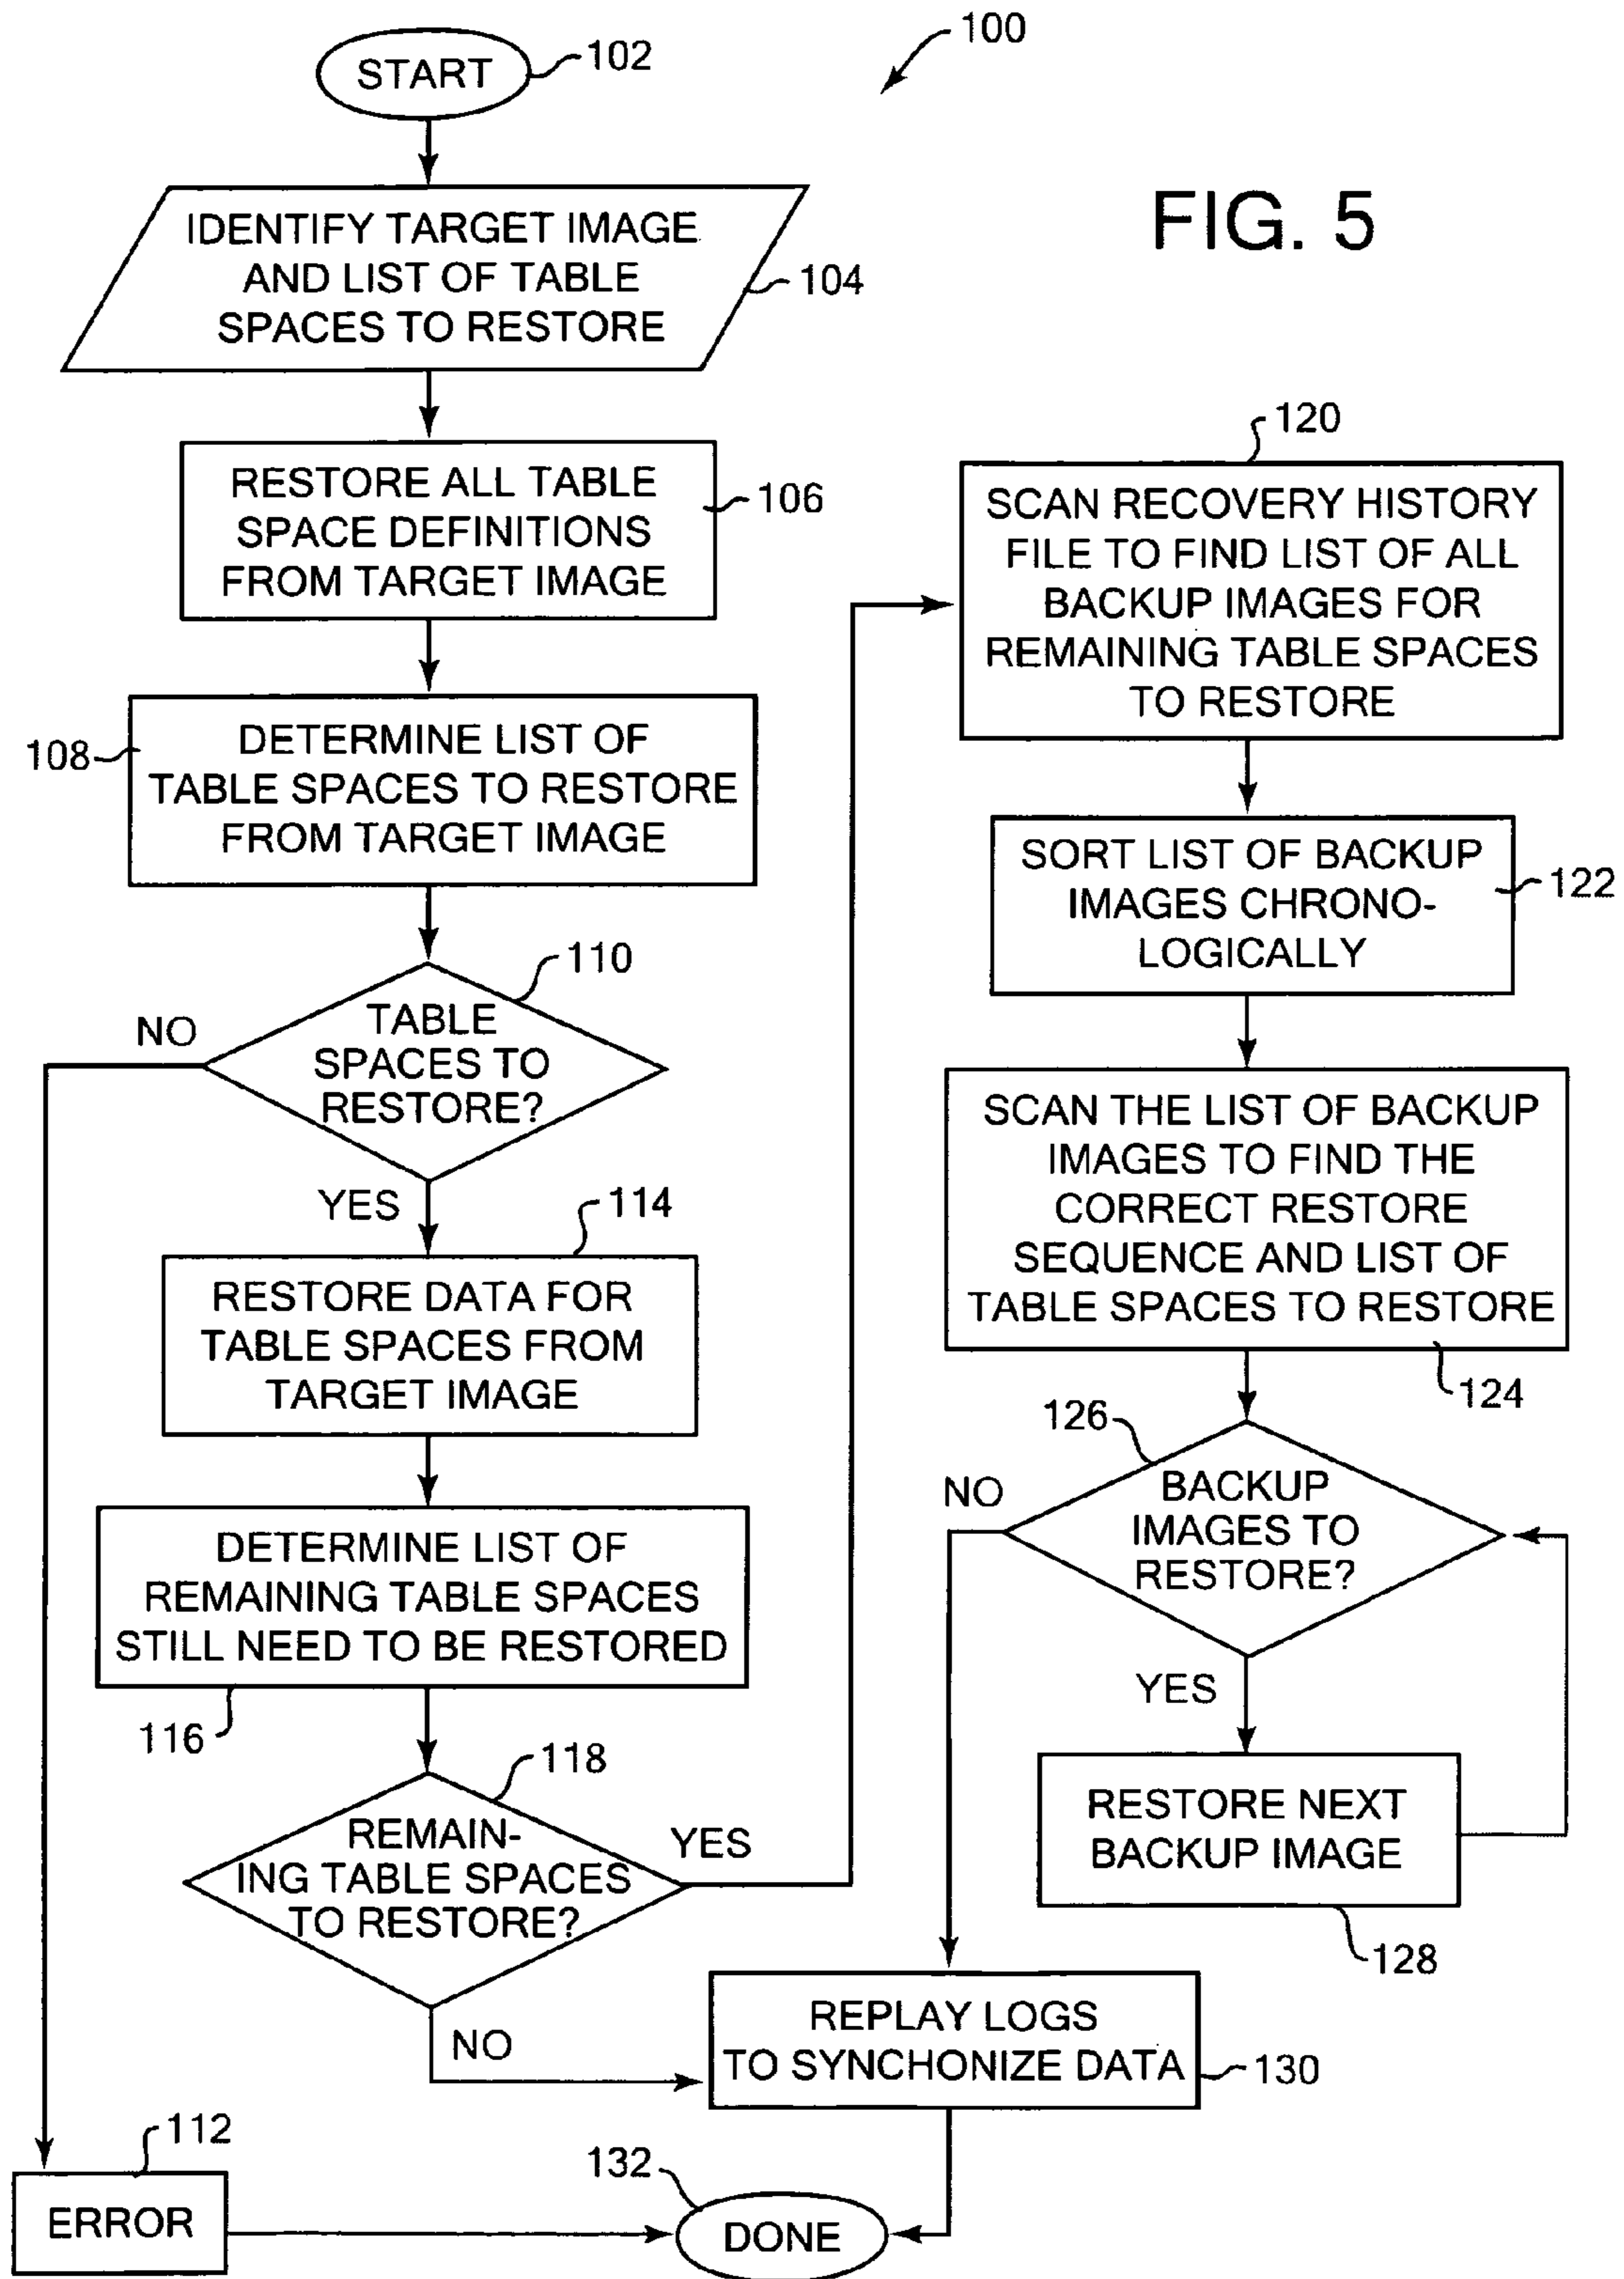 START
102
100
FIG. 5
IDENTIFY TARGET IMAGE
AND LIST OF TABLE
SPACES TO RESTORE
104
RESTORE ALL TABLE
SPACE DEFINITIONS
FROM TARGET IMAGE
106
108
DETERMINE LIST OF
TABLE SPACES TO RESTORE
FROM TARGET IMAGE
110
TABLE
SPACES TO
RESTORE?
NO
YES
114
RESTORE DATA FOR
TABLE SPACES FROM
TARGET IMAGE
DETERMINE LIST OF
REMAINING TABLE SPACES
STILL NEED TO BE RESTORED
116
118
REMAIN-
ING TABLE SPACES
TO RESTORE?
YES
NO
112
ERROR
120
SCAN RECOVERY HISTORY
FILE TO FIND LIST OF ALL
BACKUP IMAGES FOR
REMAINING TABLE SPACES
TO RESTORE
SORT LIST OF BACKUP
IMAGES CHRONO-
LOGICALLY
122
SCAN THE LIST OF BACKUP
IMAGES TO FIND THE
CORRECT RESTORE
SEQUENCE AND LIST OF
TABLE SPACES TO RESTORE
124
126
BACKUP
IMAGES TO
RESTORE?
NO
YES
RESTORE NEXT
BACKUP IMAGE
128
REPLAY LOGS
TO SYNCHONIZE DATA
130
132
DONE